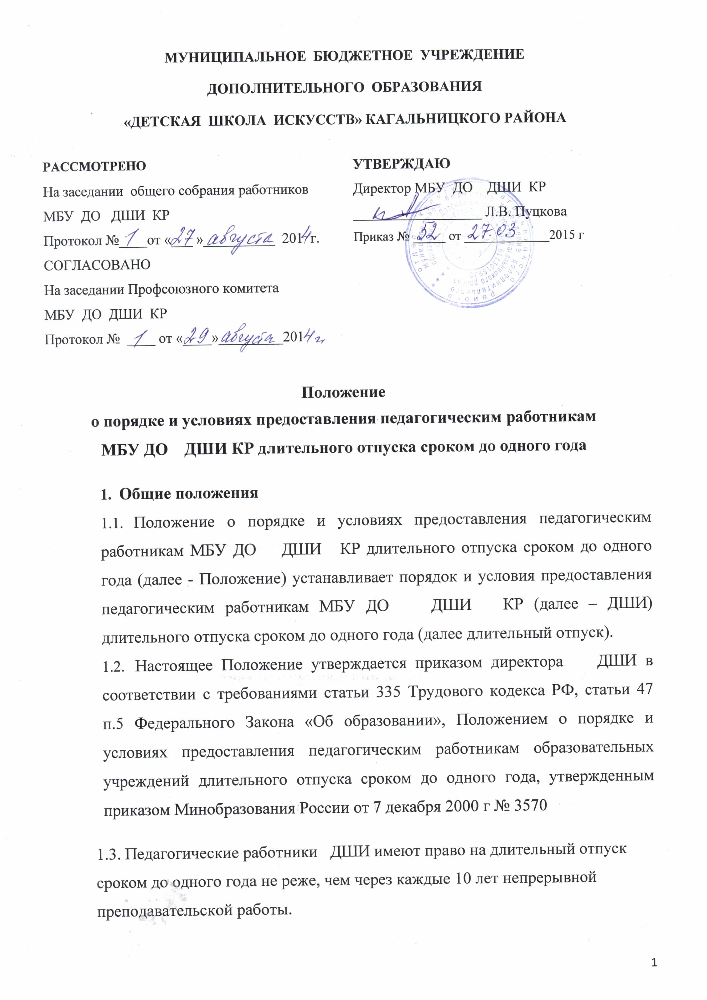 МУНИЦИПАЛЬНОЕ БЮДЖЕТНОЕ УЧРЕЖДЕНИЕ
ДОПОЛНИТЕЛЬНОГО ОБРАЗОВАНИЯ
«ДЕТСКАЯ ШКОЛА ИСКУССТВ» КАГАЛЬНИЦКОГО РАЙОНА
РАССМОТРЕНО
На заседании общего собрания работников
МБУ ДО ДШИ КР
Протокол № 1 от «27» августа 2014 г.
СОГЛАСОВАНО
На заседании Профсоюзного комитета
МБУ ДО ДШИ КР
Протокол № 1 от «29» августа 2014 г
УТВЕРЖДАЮ
Директор МБУ ДО ДШИ КР
Л.В. Пуцкова
Приказ № 52 от 27.03 2015 г
Положение
о порядке и условиях предоставления педагогическим работникам
МБУ ДО ДШИ КР длительного отпуска сроком до одного года
1. Общие положения
1.1. Положение о порядке и условиях предоставления педагогическим
работникам МБУ ДО ДШИ КР длительного отпуска сроком до одного
года (далее - Положение) устанавливает порядок и условия предоставления
педагогическим работникам МБУ ДО ДШИ КР (далее – ДШИ)
длительного отпуска сроком до одного года (далее длительный отпуск).
1.2. Настоящее Положение утверждается приказом директора ДШИ в
соответствии с требованиями статьи 335 Трудового кодекса РФ, статьи 47
п.5 Федерального Закона «Об образовании», Положением о порядке и
условиях предоставления педагогическим работникам образовательных
учреждений длительного отпуска сроком до одного года, утвержденным
приказом Минобразования России от 7 декабря 2000 г № 3570
1.3. Педагогические работники ДШИ имеют право на длительный отпуск
сроком до одного года не реже, чем через каждые 10 лет непрерывной
преподавательской работы.
1